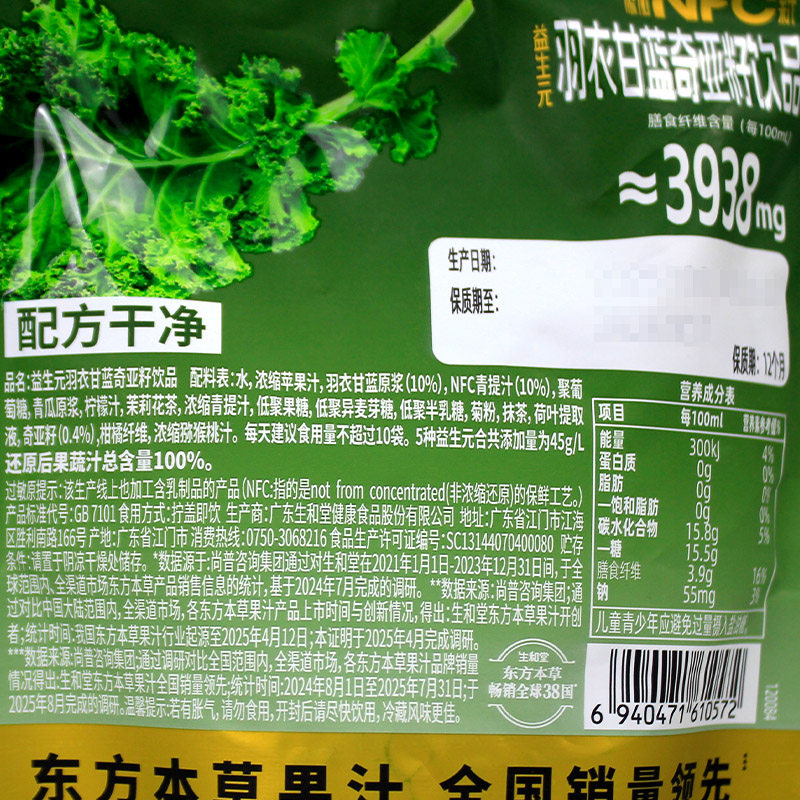 NFC
益生元
羽衣甘蓝奇亚籽饮品
膳食纤维含量（每100mL）
≈3938mg
生产日期：
保质期至：
保质期：12个月
配方干净
品名：益生元羽衣甘蓝奇亚籽饮品 配料表：水，浓缩苹果汁，羽衣甘蓝原浆（10%），NFC青提汁（10%），聚葡
萄糖，青瓜原浆，柠檬汁，茉莉花茶，浓缩青提汁，低聚果糖，低聚异麦芽糖，低聚半乳糖，菊粉，抹茶，荷叶提取
液，奇亚籽（0.4%），柑橘纤维，浓缩猕猴桃汁。每天建议食用量不超过10袋。5种益生元合共添加量为45g/L
还原后果蔬汁总含量100%。
过敏原提示：该生产线上也加工含乳制品的产品（NFC：指的是not from concentrated(非浓缩还原)的保鲜工艺。）
产品标准代号：GB 7101 食用方式：拧盖即饮 生产商：广东生和堂健康食品股份有限公司 地址：广东省江门市江海
区胜利南路166号 产地：广东省江门市 消费热线：0750-3068216 食品生产许可证编号：SC13144070400080 贮存
条件：请置于阴凉干燥处储存。*数据源于：尚普咨询集团通过对生和堂在2021年1月1日-2023年12月31日间，于全
球范围内、全渠道市场东方本草产品销售信息的统计，基于2024年7月完成的调研。**数据来源：尚普咨询集团；通
过对比中国大陆范围内，全渠道市场，各东方本草果汁产品上市时间与创新情况，得出：生和堂东方本草果汁开创
者；统计时间：我国东方本草果汁行业起源至2025年4月12日；本证明于2025年4月完成调研。
***数据来源：尚普咨询集团；通过调研对比全国范围内，全渠道市场，各东方本草果汁品牌销量
情况得出：生和堂东方本草果汁全国销量领先；统计时间：2024年8月1日至2025年7月31日；于
2025年8月完成的调研。温馨提示：若有胀气，请勿食用，开封后请尽快饮用，冷藏风味更佳。
营养成分表
项目 每100ml 营养素参考值%
能量 300kJ 4%
蛋白质 0g 0%
脂肪 0g 0%
—饱和脂肪 0g 0%
碳水化合物 15.8g 5%
—糖 15.5g
膳食纤维 3.9g 16%
钠 55mg 3%
儿童青少年应避免过量摄入盐油糖。
生和堂
东方本草
畅销全球38国*
6 940471 610572
120084
东方本草果汁 全国销量领先***